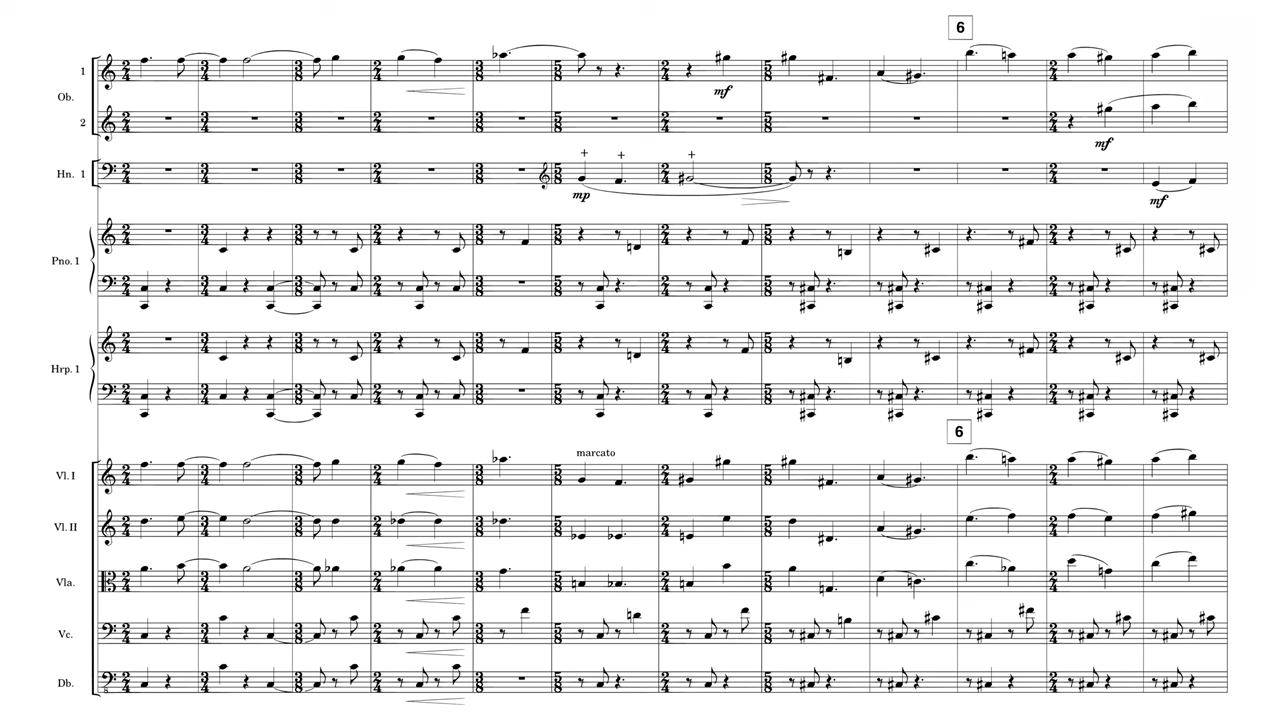 6
1
Ob.
mf
2
mf
Hn. 1
mp
mf
Pno. 1
Hrp. 1
6
marcato
Vl. I
Vl. II
Vla.
Vc.
Db.